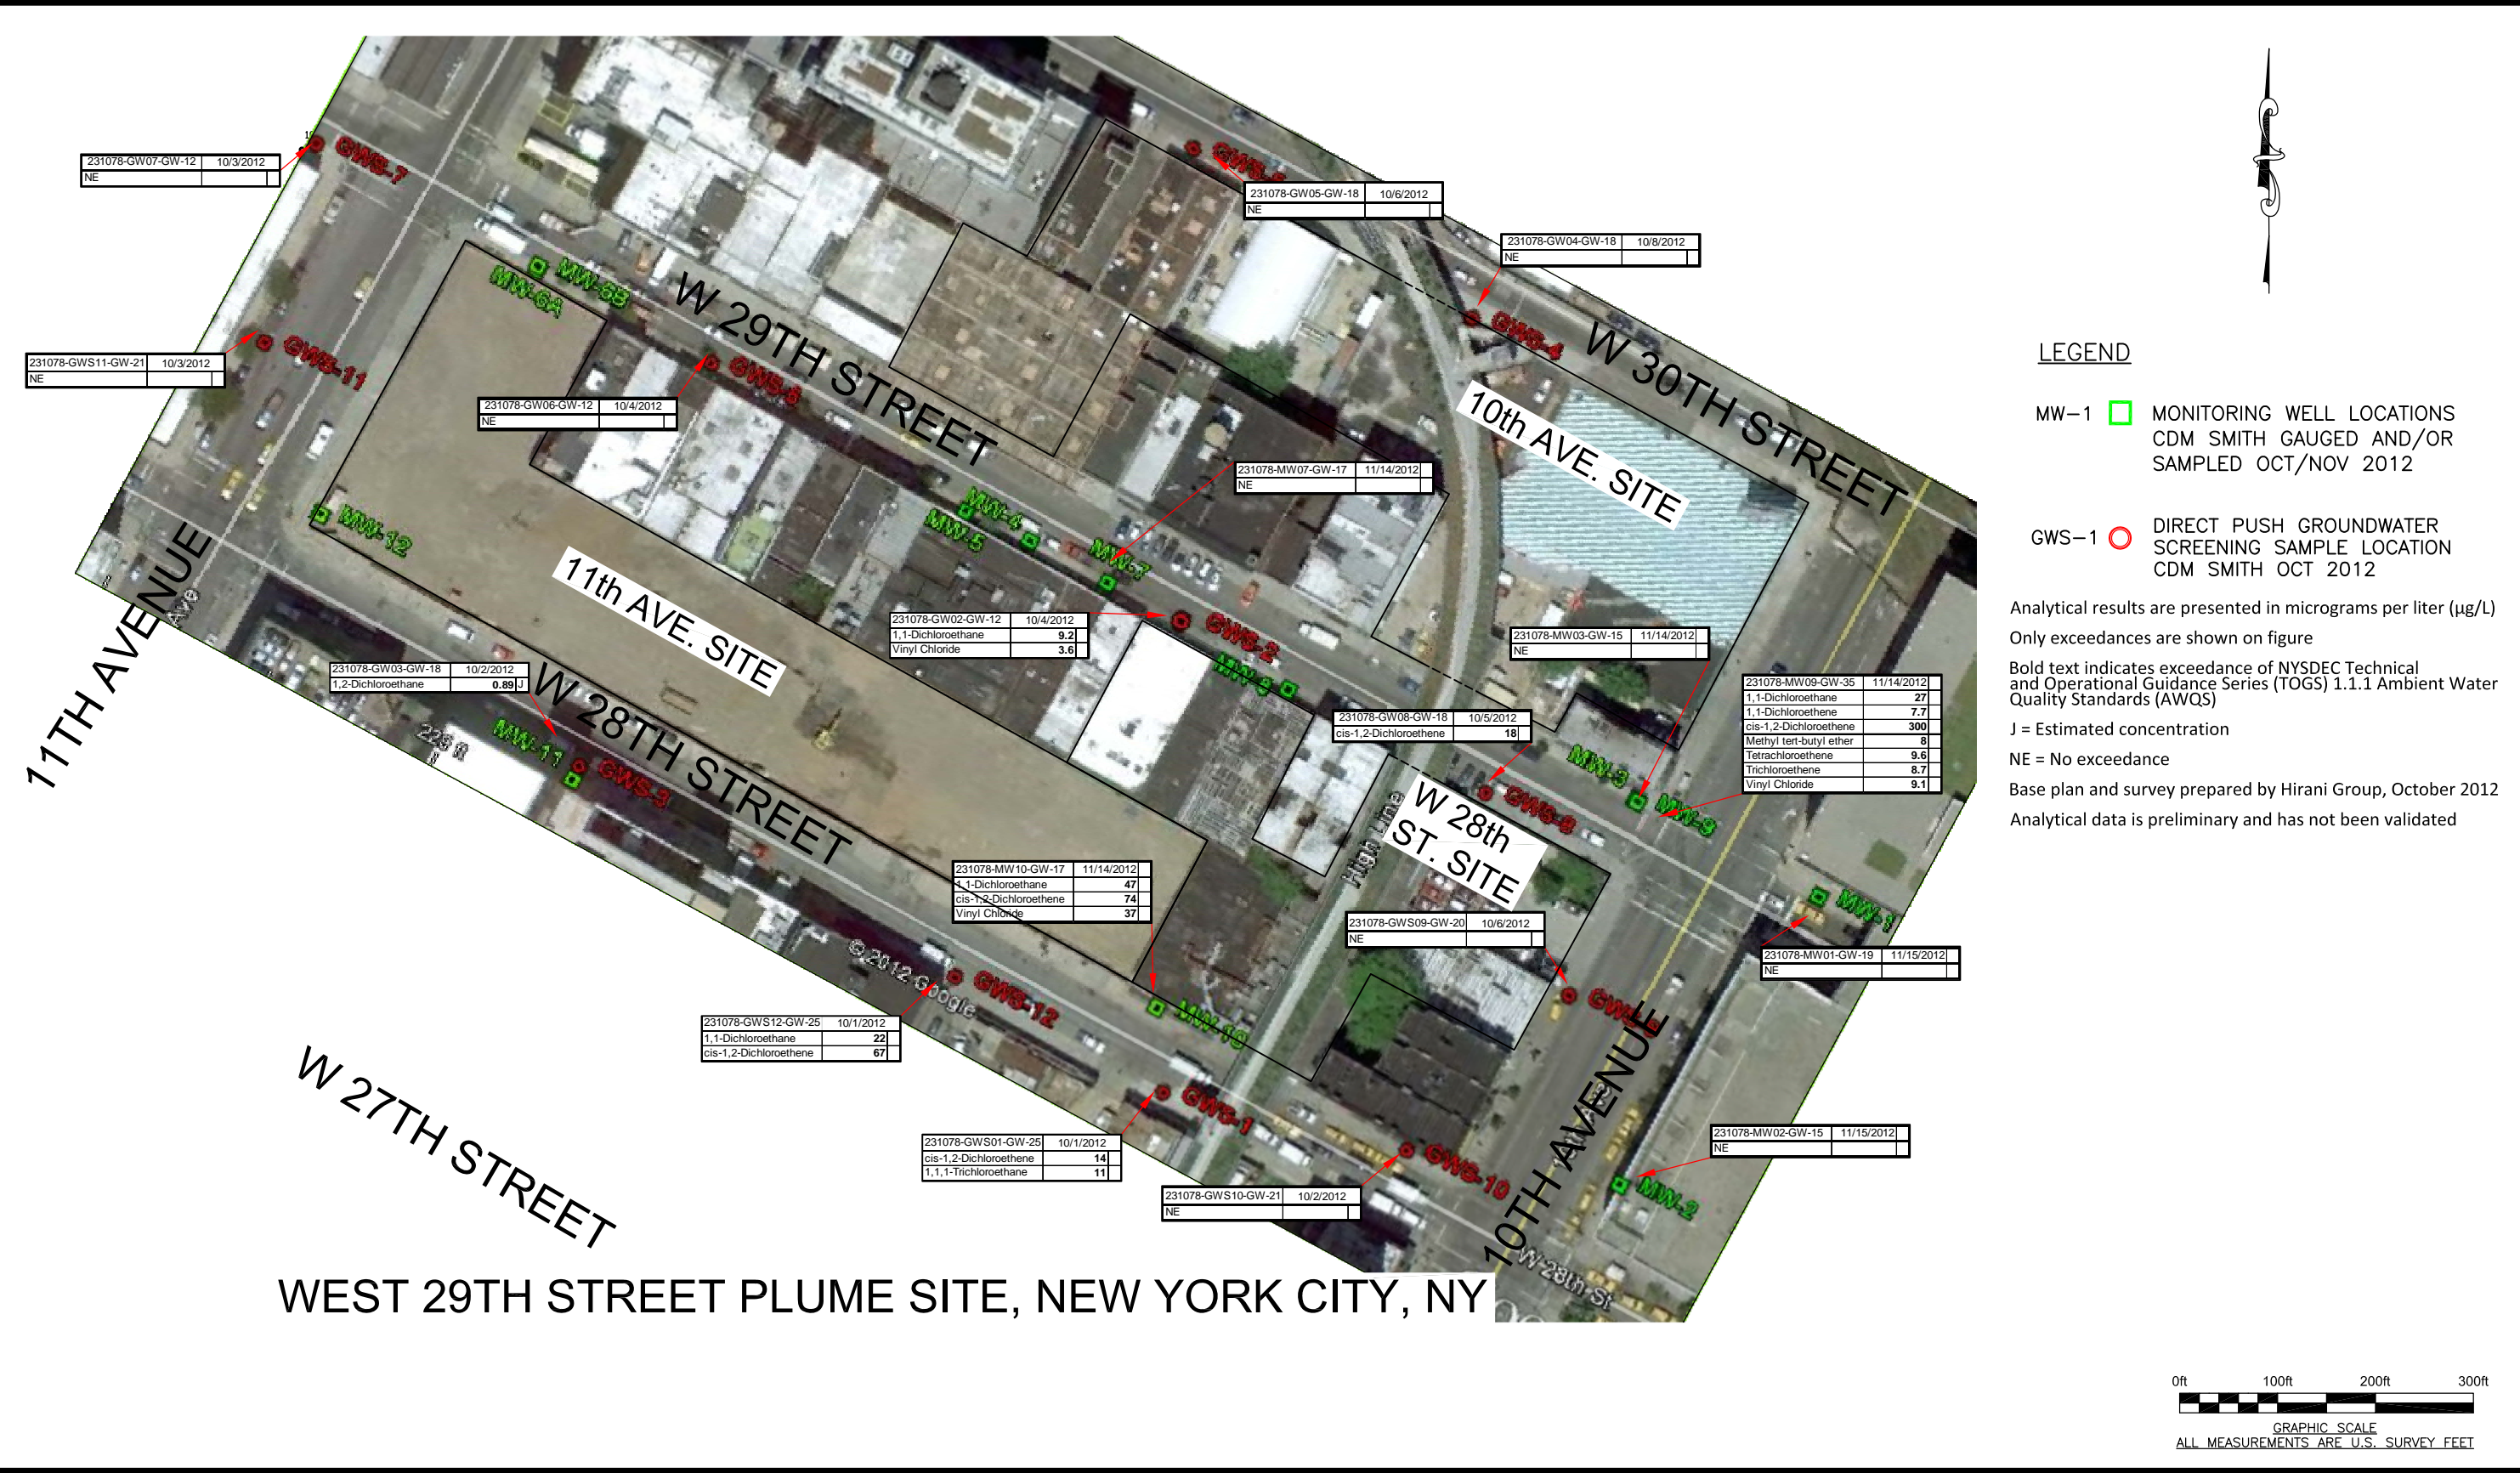 231078-GW07-GW-12 10/3/2012
NE
GWS-7
231078-GW05-GW-18 10/6/2012
NE
231078-GW04-GW-18 10/8/2012
NE
GWS-4
W 30TH STREET
10th AVE. SITE
MW-6B
MW-6A
W 29TH STREET
231078-GWS11-GW-21 10/3/2012
NE
GWS-11
231078-GW06-GW-12 10/4/2012
NE
GWS-6
231078-MW07-GW-17 11/14/2012
NE
MW-4
MW-5
MW-7
MW-12
11th AVE. SITE
11TH AVENUE
Ave
231078-GW02-GW-12 10/4/2012
1,1-Dichloroethane 9.2
Vinyl Chloride 3.6
GWS-2
231078-MW03-GW-15 11/14/2012
NE
231078-GW03-GW-18 10/2/2012
1,2-Dichloroethane 0.89 J
W 28TH STREET
231078-MW09-GW-35 11/14/2012
1,1-Dichloroethane 27
1,1-Dichloroethene 7.7
cis-1,2-Dichloroethene 300
Methyl tert-butyl ether 8
Tetrachloroethene 9.6
Trichloroethene 8.7
Vinyl Chloride 9.1
231078-GW08-GW-18 10/5/2012
cis-1,2-Dichloroethene 18
MW-3
MW-9
GWS-8
225 ft
MW-11
GWS-3
High Line
W 28th
ST. SITE
231078-MW10-GW-17 11/14/2012
1,1-Dichloroethane 47
cis-1,2-Dichloroethene 74
Vinyl Chloride 37
MW-1
231078-GWS09-GW-20 10/6/2012
NE
231078-MW01-GW-19 11/15/2012
NE
© 2012 Google
GWS-12
MW-10
231078-GWS12-GW-25 10/1/2012
1,1-Dichloroethane 22
cis-1,2-Dichloroethene 67
10TH AVENUE
W 27TH STREET
GWS-1
231078-GWS01-GW-25 10/1/2012
cis-1,2-Dichloroethene 14
1,1,1-Trichloroethane 11
GWS-10
231078-GWS10-GW-21 10/2/2012
NE
231078-MW02-GW-15 11/15/2012
NE
MW-2
W 28th St
WEST 29TH STREET PLUME SITE, NEW YORK CITY, NY
LEGEND
MW-1 MONITORING WELL LOCATIONS
CDM SMITH GAUGED AND/OR
SAMPLED OCT/NOV 2012
GWS-1 DIRECT PUSH GROUNDWATER
SCREENING SAMPLE LOCATION
CDM SMITH OCT 2012
Analytical results are presented in micrograms per liter (µg/L)
Only exceedances are shown on figure
Bold text indicates exceedance of NYSDEC Technical
and Operational Guidance Series (TOGS) 1.1.1 Ambient Water
Quality Standards (AWQS)
J = Estimated concentration
NE = No exceedance
Base plan and survey prepared by Hirani Group, October 2012
Analytical data is preliminary and has not been validated
0ft 100ft 200ft 300ft
GRAPHIC SCALE
ALL MEASUREMENTS ARE U.S. SURVEY FEET